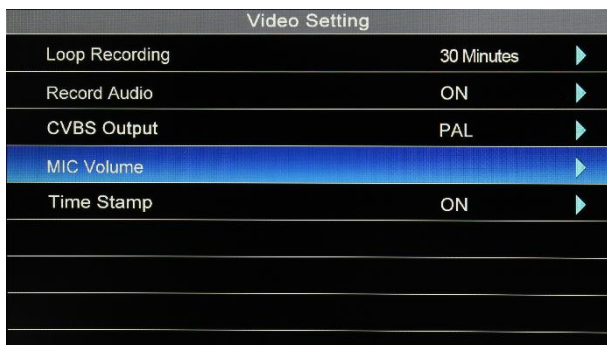 Video Setting
Loop Recording 30 Minutes
Record Audio ON
CVBS Output PAL
MIC Volume
Time Stamp ON